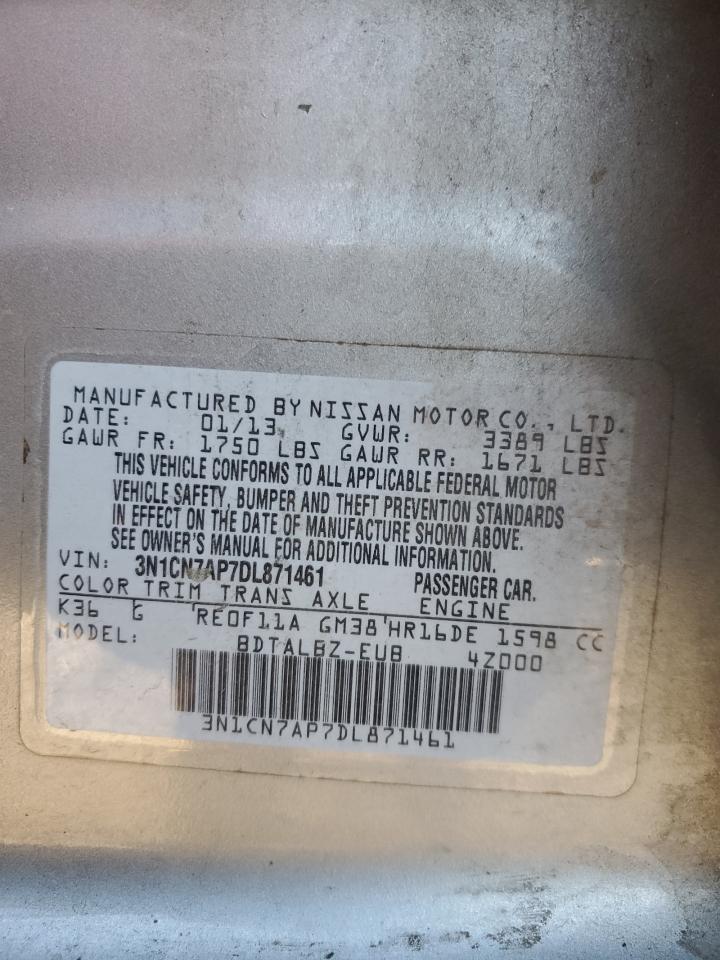 MANUFACTURED BY NISSAN MOTOR CO., LTD.
DATE: 01/13 GVWR: 3389 LBS
GAWR FR: 1750 LBS GAWR RR: 1671 LBS
THIS VEHICLE CONFORMS TO ALL APPLICABLE FEDERAL MOTOR
VEHICLE SAFETY, BUMPER AND THEFT PREVENTION STANDARDS
IN EFFECT ON THE DATE OF MANUFACTURE SHOWN ABOVE.
SEE OWNER'S MANUAL FOR ADDITIONAL INFORMATION.
VIN: 3N1CN7AP7DL871461 PASSENGER CAR.
COLOR TRIM TRANS AXLE ENGINE
K36 G RE0F11A GM38 HR16DE 1598 CC
MODEL: BDTALBZ-EUB 4Z000
3N1CN7AP7DL871461